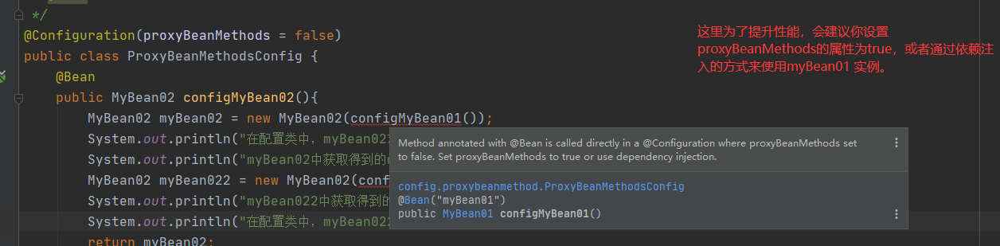 */
@Configuration(proxyBeanMethods = false)
这里为了提升性能，会建议你设置
proxyBeanMethods的属性为true，或者通过依赖注
入的方式来使用myBean01 实例。
public class ProxyBeanMethodsConfig {
@Bean
public MyBean02 configMyBean02(){
MyBean02 myBean02 = new MyBean02(configMyBean01());
System.out.println("在配置类中，myBean02
System.out.println("myBean02中获取得到的
MyBean02 myBean022 = new MyBean02(conf
System.out.println("myBean022中获取得到的
System.out.println("在配置类中，myBean022
return myBean02;
Method annotated with @Bean is called directly in a @Configuration where proxyBeanMethods set
to false. Set proxyBeanMethods to true or use dependency injection.
config.proxybeanmethod.ProxyBeanMethodsConfig
@Bean("myBean01")
public MyBean01 configMyBean01()